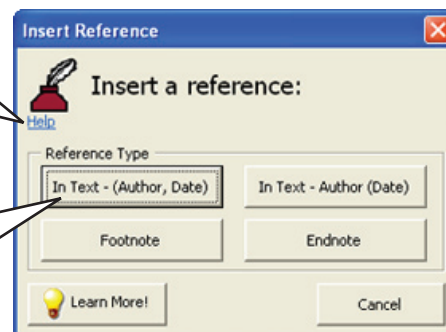 Insert Reference
Insert a reference:
Help
Reference Type
In Text - (Author, Date)
In Text - Author (Date)
Footnote
Endnote
Learn More!
Cancel